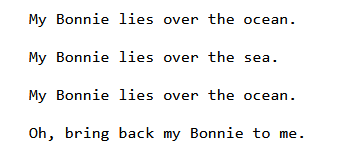 My Bonnie lies over the ocean.
My Bonnie lies over the sea.
My Bonnie lies over the ocean.
Oh, bring back my Bonnie to me.